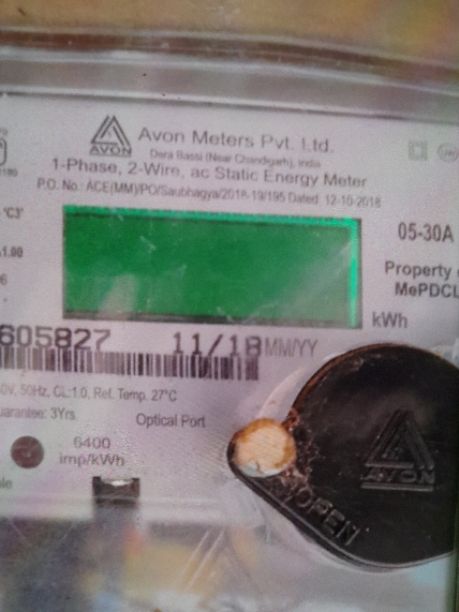 AVON
Avon Meters Pvt. Ltd.
Dera Bassi (Near Chandigarh), India
1-Phase, 2-Wire, ac Static Energy Meter
P.O. No.: ACE(MM)/PO/Saubhagya/2018-19/195 Dated: 12-10-2018
05-30A
Property
MePDCL
kWh
605827 11/18 MM/YY
50Hz, CL:1.0, Ref. Temp. 27°C
3Yrs.
Optical Port
6400
imp/kWh
AVON
OPEN